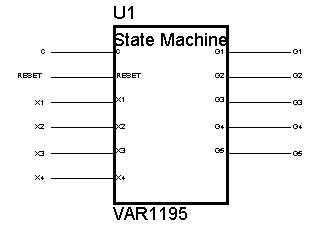 U1
State Machine
C C G1 G1
RESET RESET G2 G2
X1 X1 G3 G3
X2 X2 G4 G4
X3 X3 G5 G5
X4 X4
VAR1195